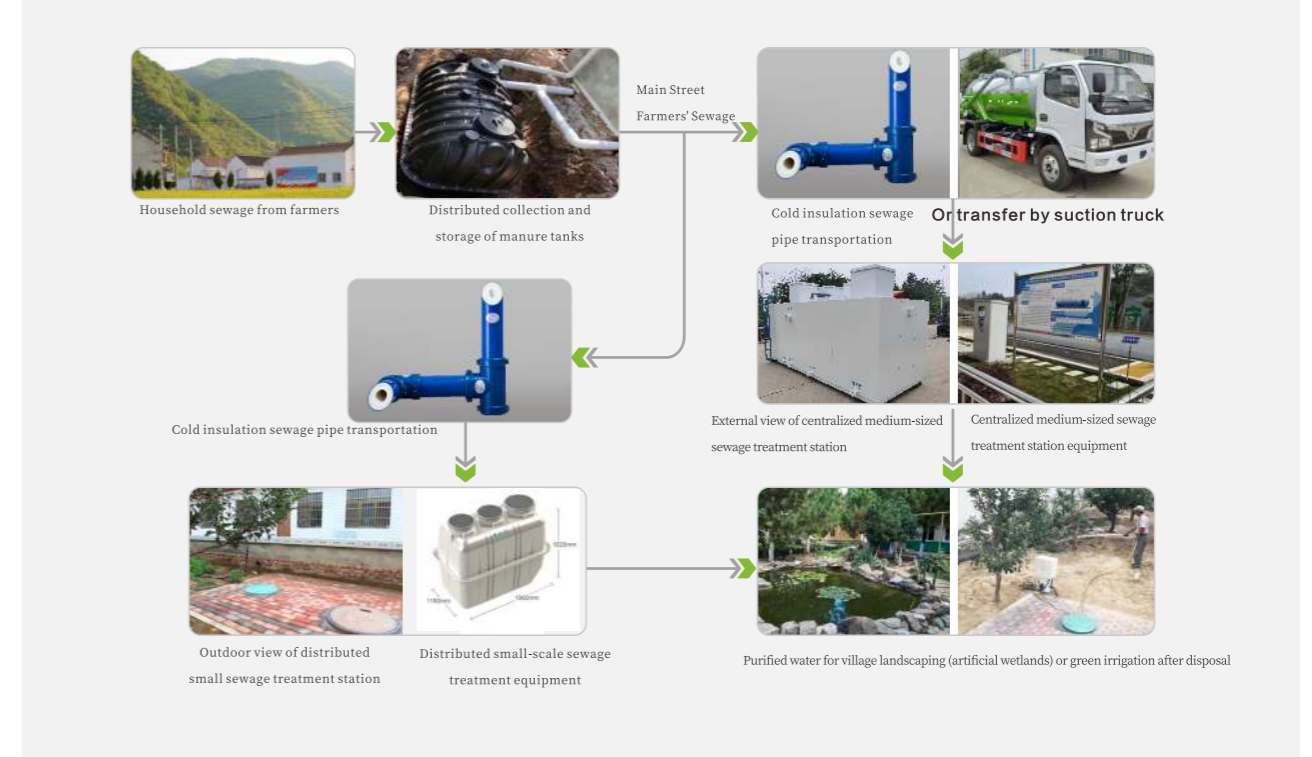 Main Street
Farmers' Sewage
Household sewage from farmers
Distributed collection and
storage of manure tanks
Cold insulation sewage
pipe transportation
Or transfer by suction truck
Cold insulation sewage pipe transportation
External view of centralized medium-sized
sewage treatment station
Centralized medium-sized sewage
treatment station equipment
Outdoor view of distributed
small sewage treatment station
Distributed small-scale sewage
treatment equipment
Purified water for village landscaping (artificial wetlands) or green irrigation after disposal